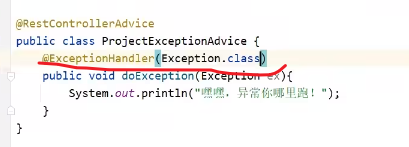 @RestControllerAdvice
public class ProjectExceptionAdvice {
@ExceptionHandler(Exception.class)
public void doException(Exception ex){
System.out.println("嘿嘿，异常你哪里跑！");
}
}